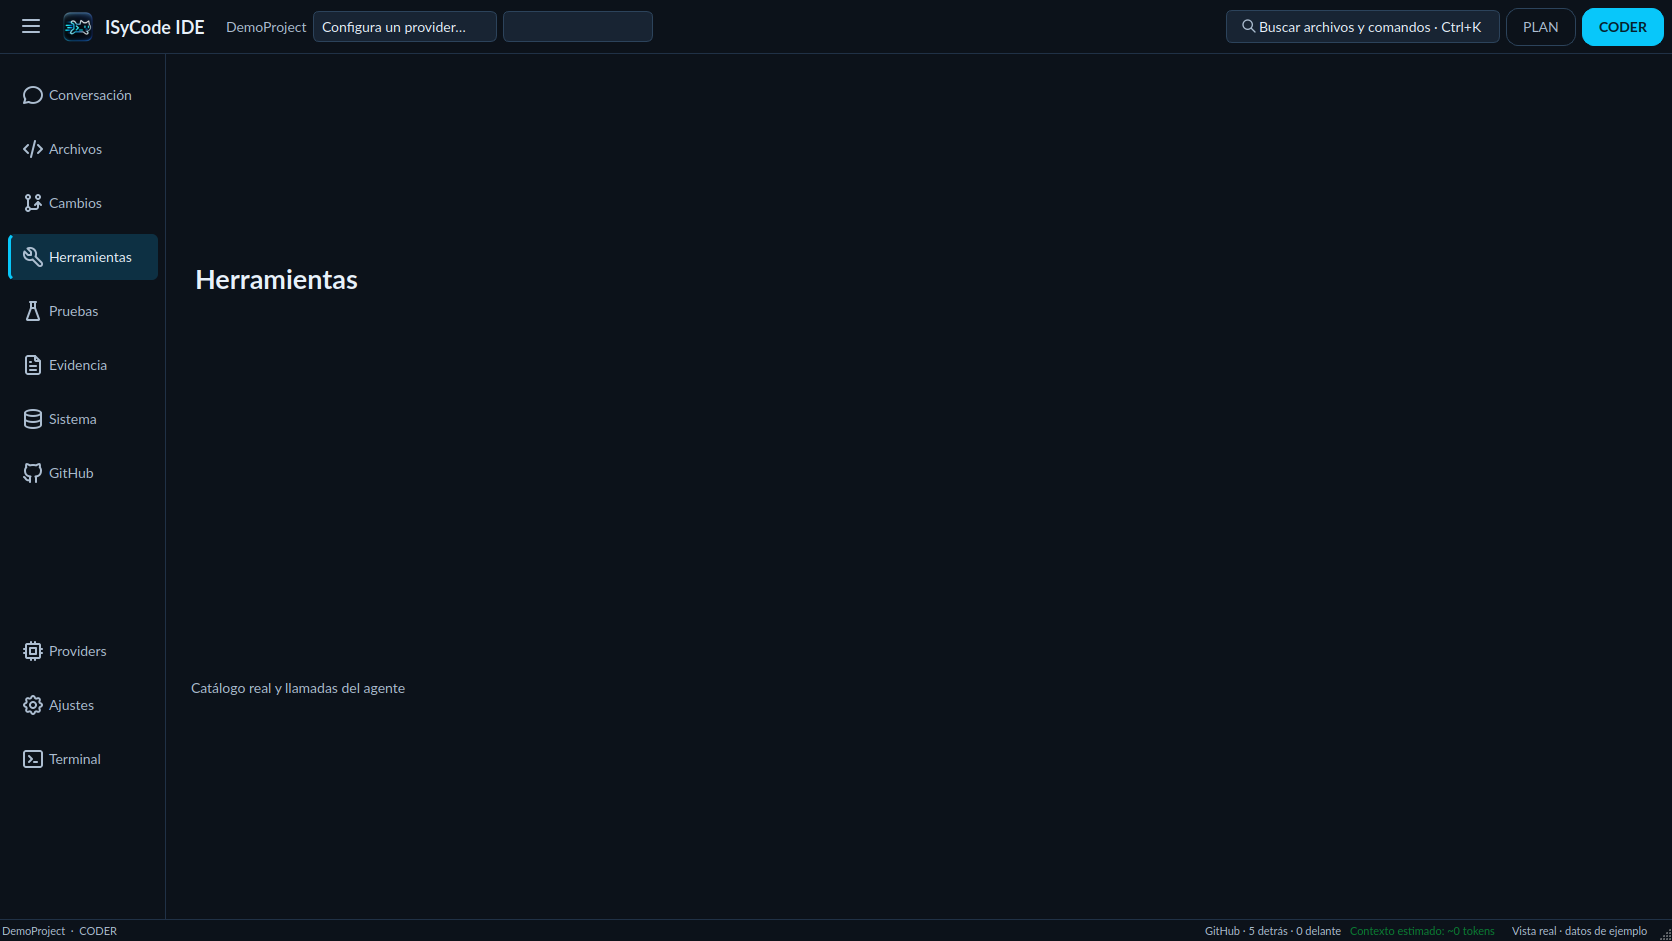 ISyCode IDE DemoProject Configura un provider... Buscar archivos y comandos · Ctrl+K PLAN CODER
Conversación
Archivos
Cambios
Herramientas
Herramientas
Pruebas
Evidencia
Sistema
GitHub
Providers
Catálogo real y llamadas del agente
Ajustes
Terminal
DemoProject · CODER GitHub · 5 detrás · 0 delante Contexto estimado: ~0 tokens Vista real · datos de ejemplo